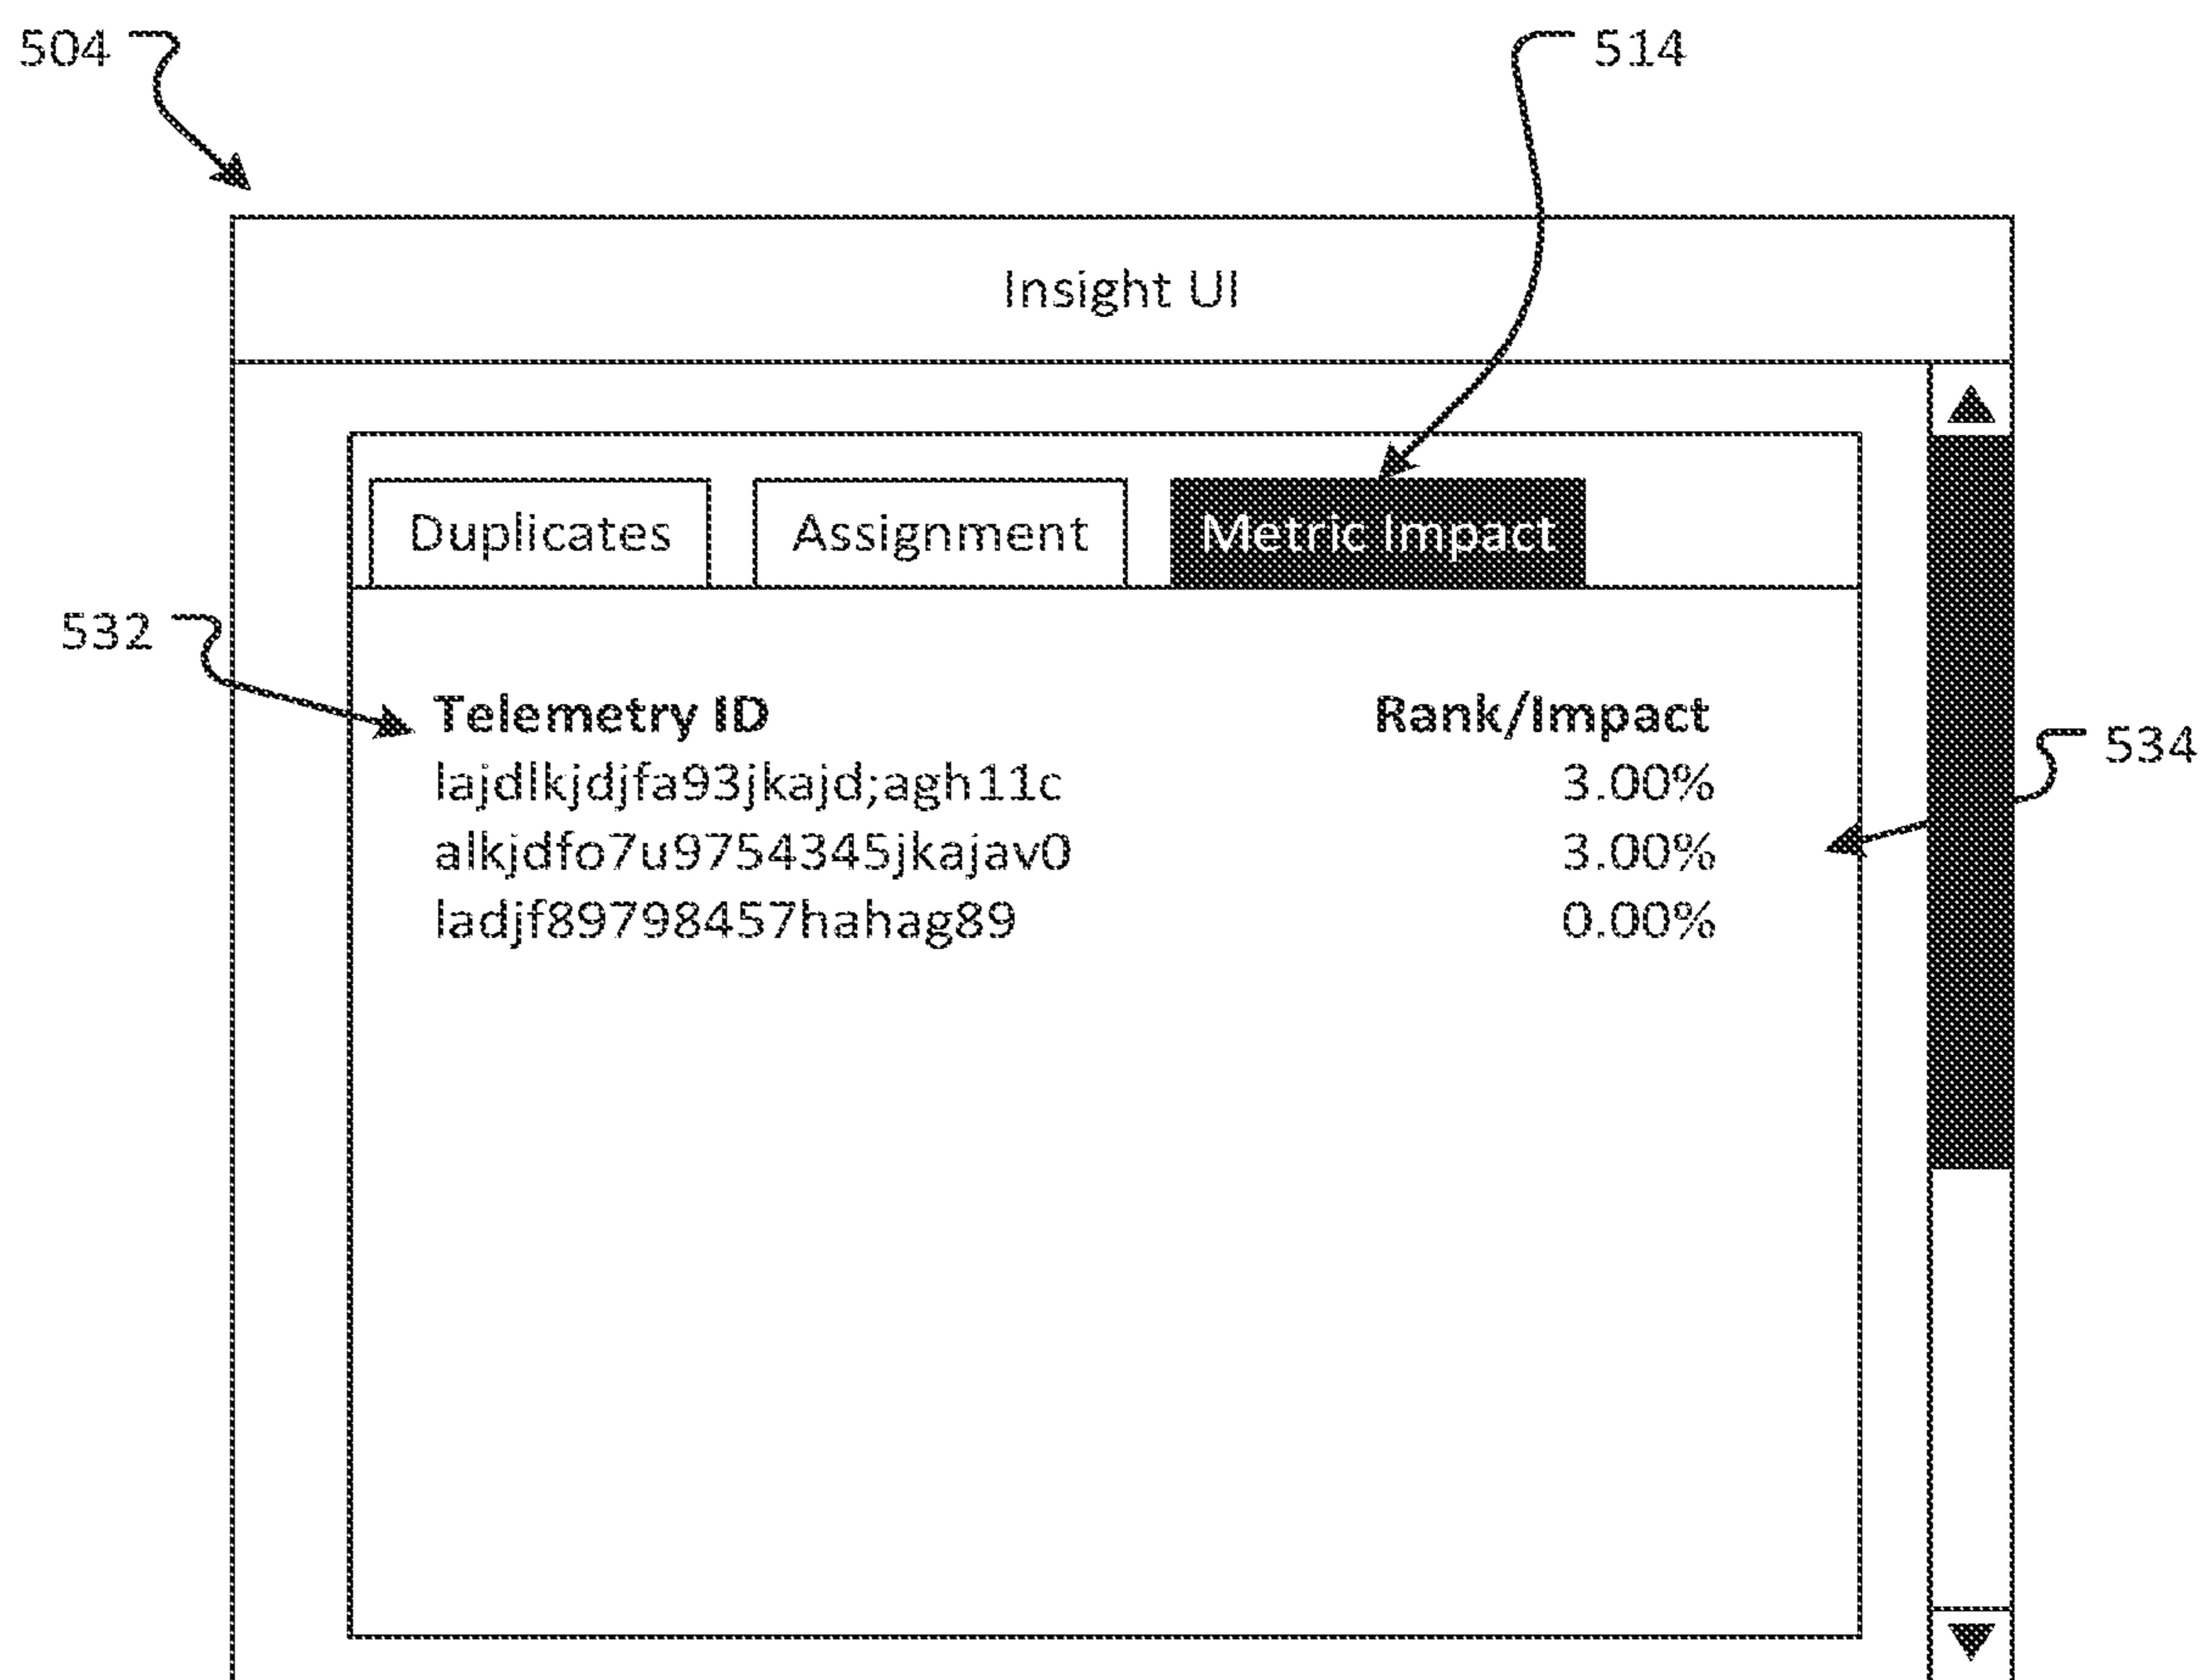 504
514
Insight UI
Duplicates Assignment Metric Impact
532
Telemetry ID Rank/Impact
534
lajdlkjdjfa93jkajd;agh11c 3.00%
alkjdfo7u9754345jkajav0 3.00%
ladjf89798457hahag89 0.00%